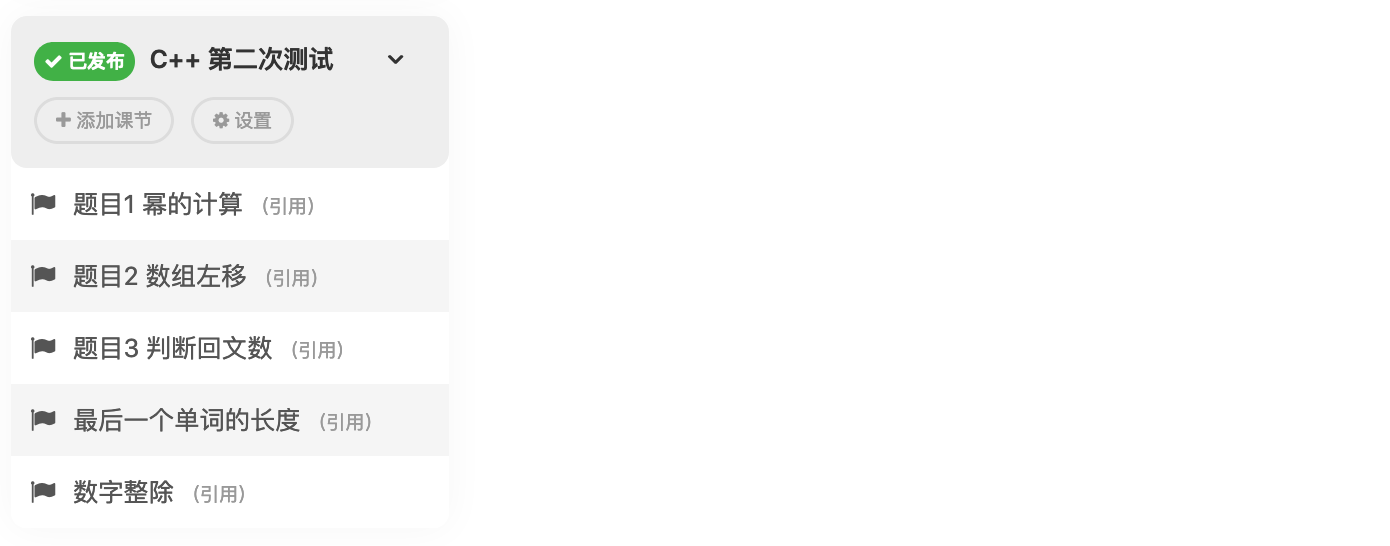 已发布 C++ 第二次测试
添加课节 设置
题目1 幂的计算 (引用)
题目2 数组左移 (引用)
题目3 判断回文数 (引用)
最后一个单词的长度 (引用)
数字整除 (引用)